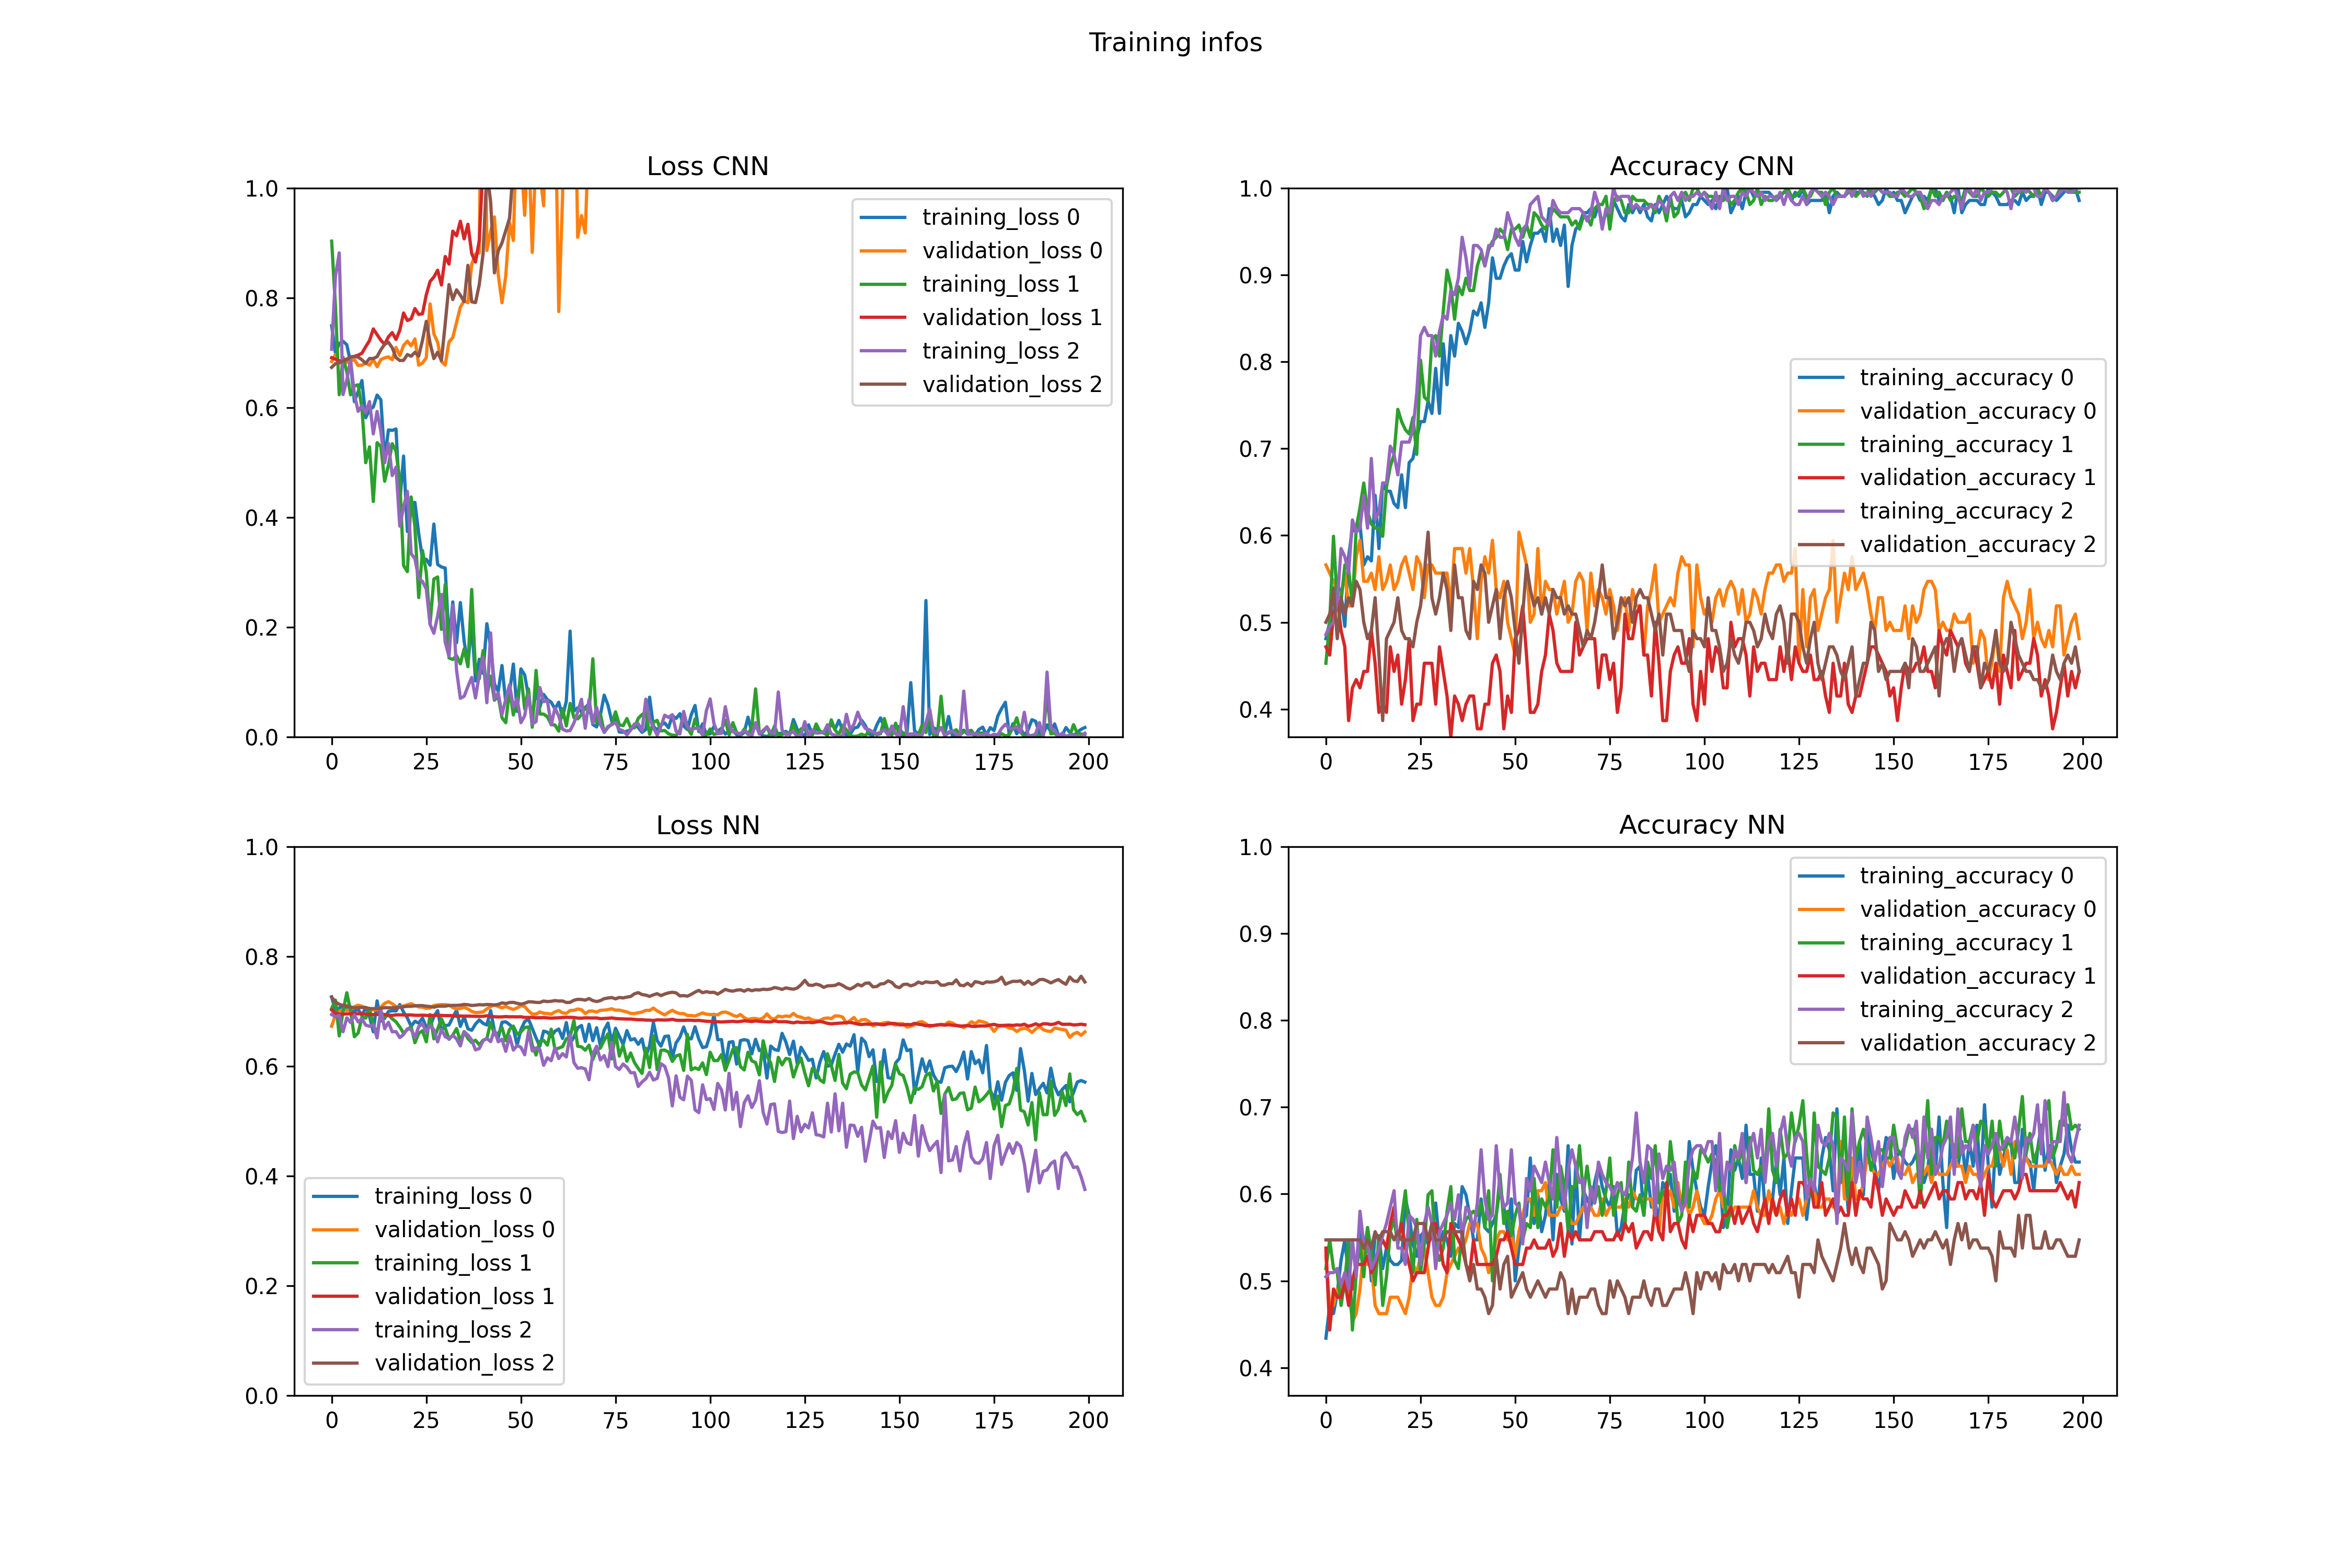 Training infos
Loss CNN
1.0
0.8
0.6
0.4
0.2
0.0
0 25 50 75 100 125 150 175 200
training_loss 0
validation_loss 0
training_loss 1
validation_loss 1
training_loss 2
validation_loss 2
Accuracy CNN
1.0
0.9
0.8
0.7
0.6
0.5
0.4
0 25 50 75 100 125 150 175 200
training_accuracy 0
validation_accuracy 0
training_accuracy 1
validation_accuracy 1
training_accuracy 2
validation_accuracy 2
Loss NN
1.0
0.8
0.6
0.4
0.2
0.0
0 25 50 75 100 125 150 175 200
training_loss 0
validation_loss 0
training_loss 1
validation_loss 1
training_loss 2
validation_loss 2
Accuracy NN
1.0
0.9
0.8
0.7
0.6
0.5
0.4
0 25 50 75 100 125 150 175 200
training_accuracy 0
validation_accuracy 0
training_accuracy 1
validation_accuracy 1
training_accuracy 2
validation_accuracy 2